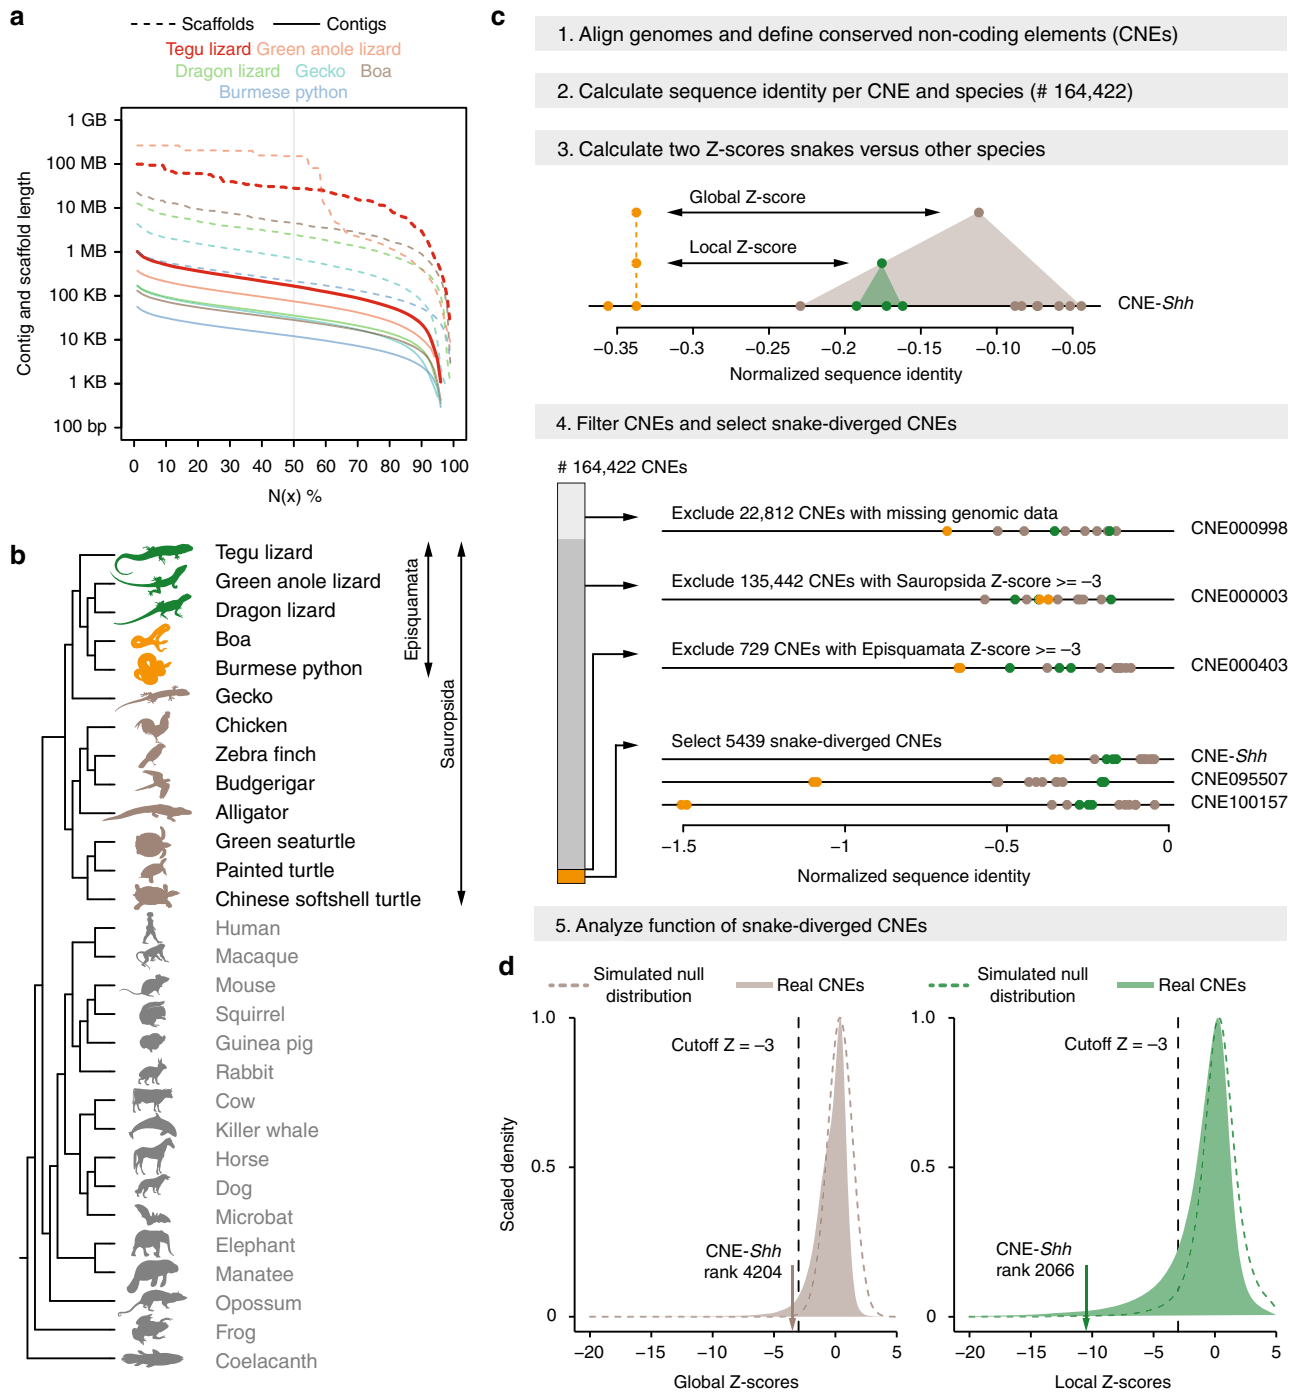 a
Scaffolds
Contigs
Tegu lizard Green anole lizard
Dragon lizard Gecko Boa
Burmese python
Contig and scaffold length
1 GB
100 MB
10 MB
1 MB
100 KB
10 KB
1 KB
100 bp
0 10 20 30 40 50 60 70 80 90 100
N(x) %
b
Tegu lizard
Green anole lizard
Dragon lizard
Boa
Burmese python
Gecko
Chicken
Zebra finch
Budgerigar
Alligator
Green seaturtle
Painted turtle
Chinese softshell turtle
Human
Macaque
Mouse
Squirrel
Guinea pig
Rabbit
Cow
Killer whale
Horse
Dog
Microbat
Elephant
Manatee
Opossum
Frog
Coelacanth
Episquamata
Sauropsida
c
1. Align genomes and define conserved non-coding elements (CNEs)
2. Calculate sequence identity per CNE and species (# 164,422)
3. Calculate two Z-scores snakes versus other species
Global Z-score
Local Z-score
CNE-Shh
−0.35 −0.3 −0.25 −0.2 −0.15 −0.10 −0.05
Normalized sequence identity
4. Filter CNEs and select snake-diverged CNEs
# 164,422 CNEs
Exclude 22,812 CNEs with missing genomic data
CNE000998
Exclude 135,442 CNEs with Sauropsida Z-score >= −3
CNE000003
Exclude 729 CNEs with Episquamata Z-score >= −3
CNE000403
Select 5439 snake-diverged CNEs
CNE-Shh
CNE095507
CNE100157
−1.5 −1 −0.5 0
Normalized sequence identity
5. Analyze function of snake-diverged CNEs
d
Simulated null distribution
Real CNEs
Scaled density
1.0
0.5
0
Cutoff Z = −3
CNE-Shh
rank 4204
−20 −15 −10 −5 0 5
Global Z-scores
Simulated null distribution
Real CNEs
1.0
0.5
0
Cutoff Z = −3
CNE-Shh
rank 2066
−20 −15 −10 −5 0 5
Local Z-scores